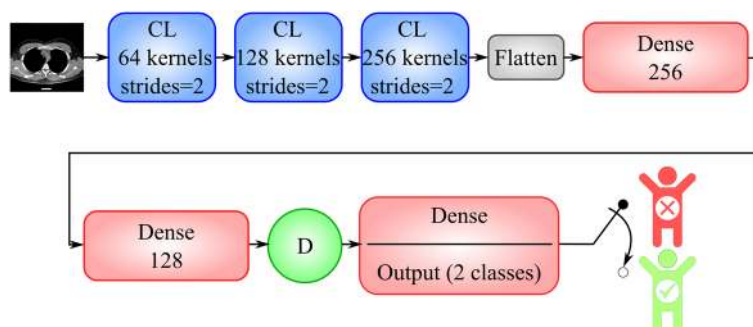 CL
64 kernels
strides=2
CL
128 kernels
strides=2
CL
256 kernels
strides=2
Flatten
Dense
256
Dense
128
D
Dense
Output (2 classes)